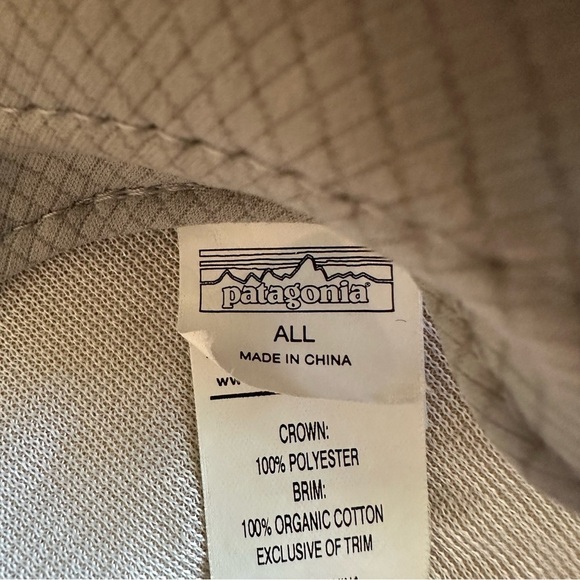 patagonia®
ALL
MADE IN CHINA
CROWN:
100% POLYESTER
BRIM:
100% ORGANIC COTTON
EXCLUSIVE OF TRIM